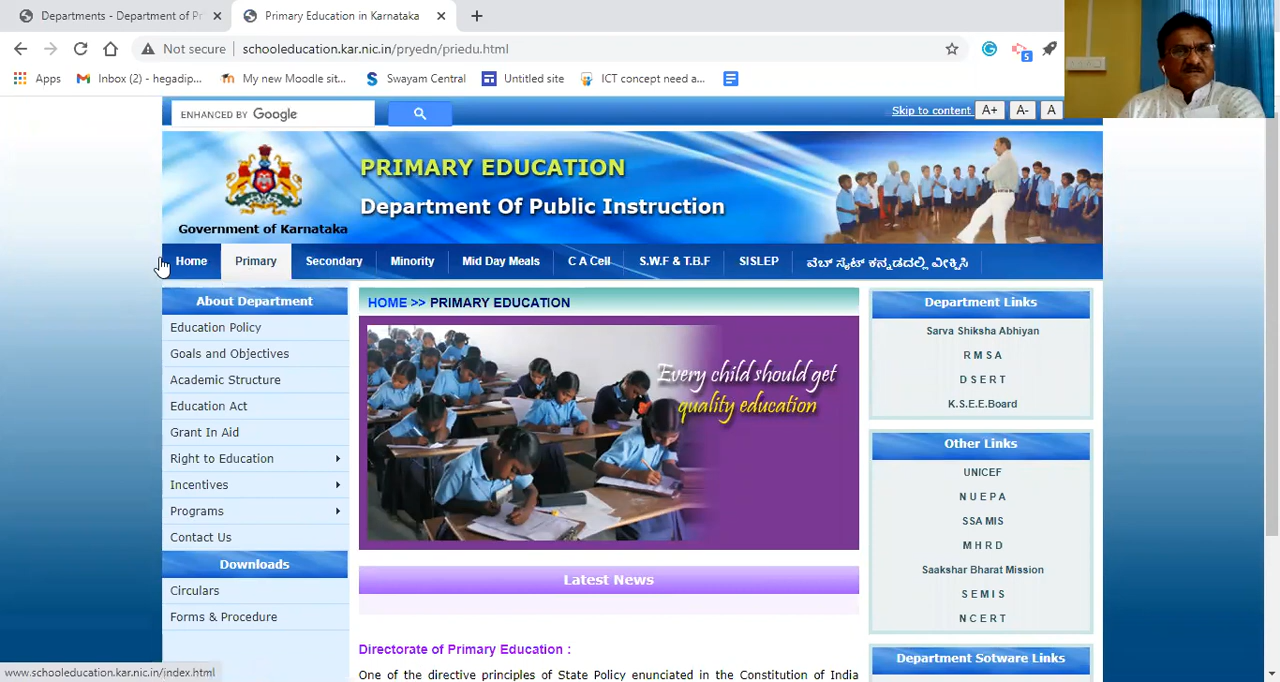 Departments - Department of Pr
Primary Education in Karnataka
Not secure
schooleducation.kar.nic.in/pryedn/priedu.html
5
Apps
Inbox (2) - hegadip...
My new Moodle sit...
Swayam Central
Untitled site
ICT concept need a...
ENHANCED BY Google
Skip to content
A+
A-
A
PRIMARY EDUCATION
Department Of Public Instruction
Government of Karnataka
Home
Primary
Secondary
Minority
Mid Day Meals
C A Cell
S.W.F & T.B.F
SISLEP
ವೆಬ್ ಸೈಟ್ ಕನ್ನಡದಲ್ಲಿ ವೀಕ್ಷಿಸಿ
About Department
Education Policy
Goals and Objectives
Academic Structure
Education Act
Grant In Aid
Right to Education
Incentives
Programs
Contact Us
Downloads
Circulars
Forms & Procedure
HOME >> PRIMARY EDUCATION
Every child should get
quality education
Latest News
Directorate of Primary Education :
One of the directive principles of State Policy enunciated in the Constitution of India
Department Links
Sarva Shiksha Abhiyan
R M S A
D S E R T
K.S.E.E.Board
Other Links
UNICEF
N U E P A
SSA MIS
M H R D
Saakshar Bharat Mission
S E M I S
N C E R T
Department Sotware Links
www.schooleducation.kar.nic.in/index.html